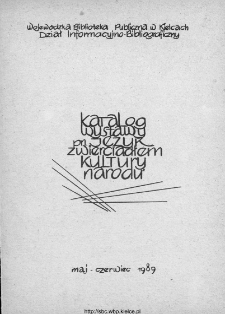 Wojewódzka Biblioteka Publiczna w Kielcach
Dział Informacyjno-Bibliograficzny
katalog
wystawy
pn. Język
zwierciadłem
kultury
narodu
maj - czerwiec 1989
http://sbc.wbp.kielce.pl